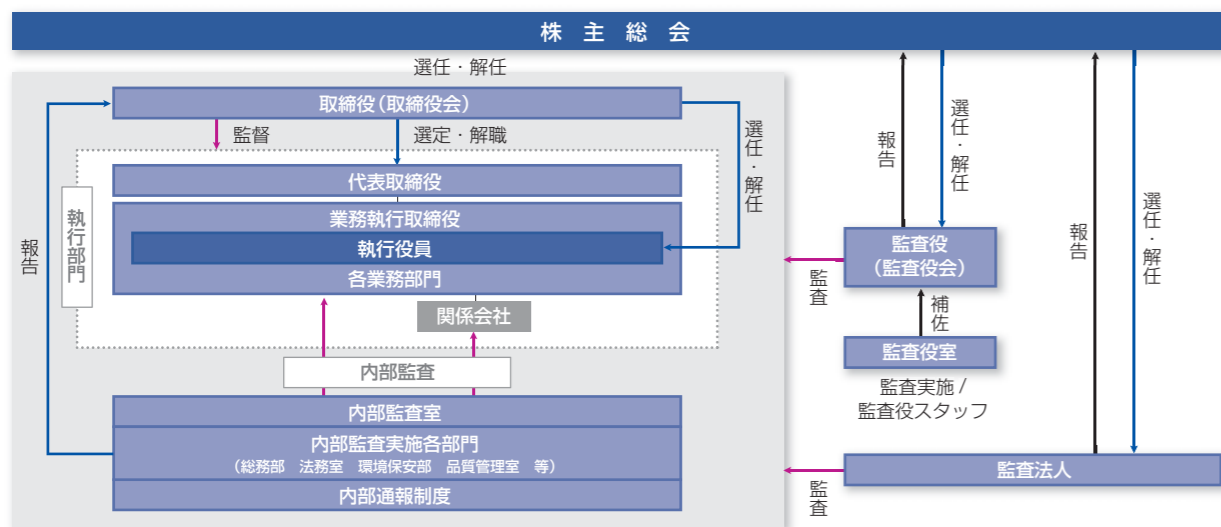 株主総会
選任・解任
取締役（取締役会）
監督
選定・解職
選任・解任
代表取締役
執行部門
業務執行取締役
執行役員
各業務部門
関係会社
報告
内部監査
内部監査室
内部監査実施各部門
（総務部 法務室 環境保安部 品質管理室 等）
内部通報制度
報告
選任・解任
監査役
（監査役会）
監査
補佐
監査役室
監査実施 /
監査役スタッフ
報告
選任・解任
監査法人
監査